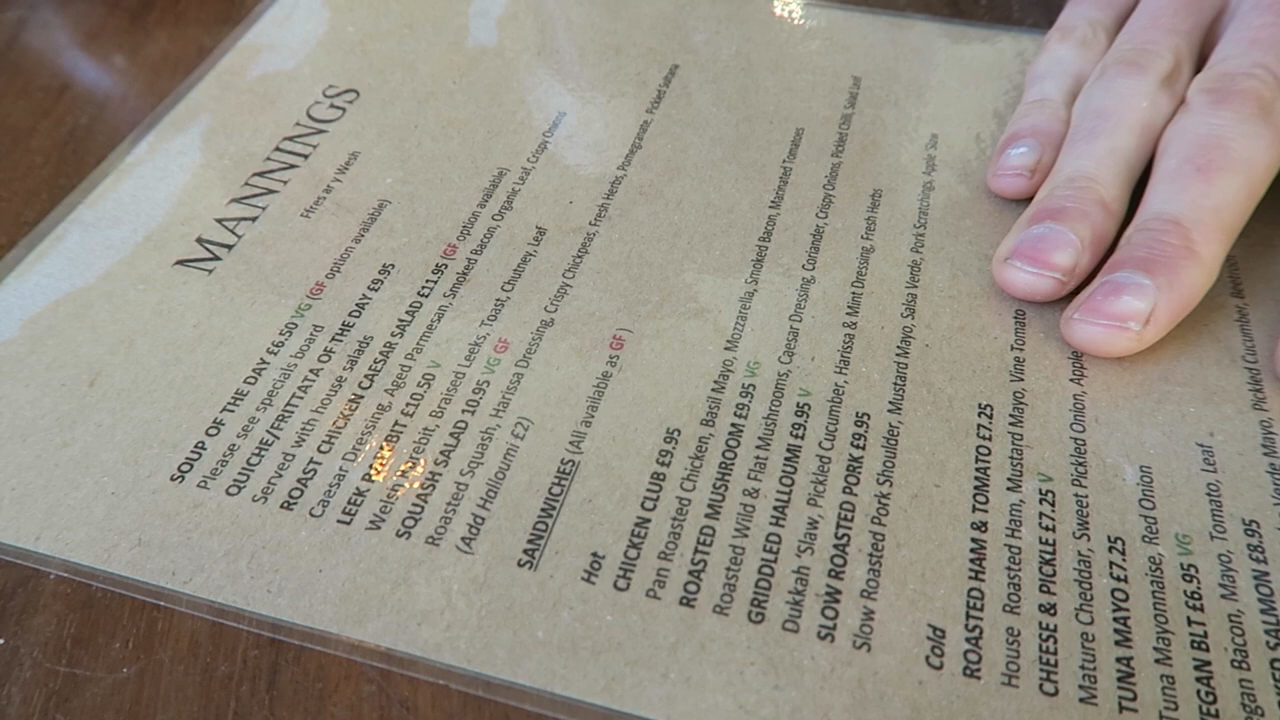 MANNINGS
Ffres ar y Wesh
SOUP OF THE DAY £6.50 VG (GF option available)
Please see specials board
QUICHE/FRITTATA OF THE DAY £9.95
Served with house salads
ROAST CHICKEN CAESAR SALAD £11.95 (GF option available)
Caesar Dressing, Aged Parmesan, Smoked Bacon, Organic Leaf, Crispy Onions
LEEK RAREBIT £10.50 V
Welsh Rarebit, Braised Leeks, Toast, Chutney, Leaf
SQUASH SALAD 10.95 VG GF
Roasted Squash, Harissa Dressing, Crispy Chickpeas, Fresh Herbs, Pomegranate, Pickled Sultana
(Add Halloumi £2)
SANDWICHES (All available as GF )
Hot
CHICKEN CLUB £9.95
Pan Roasted Chicken, Basil Mayo, Mozzarella, Smoked Bacon, Marinated Tomatoes
ROASTED MUSHROOM £9.95 VG
Roasted Wild & Flat Mushrooms, Caesar Dressing, Coriander, Crispy Onions, Pickled Chilli, Salad Leaf
GRIDDLED HALLOUMI £9.95 V
Dukkah 'Slaw, Pickled Cucumber, Harissa & Mint Dressing, Fresh Herbs
SLOW ROASTED PORK £9.95
Slow Roasted Pork Shoulder, Mustard Mayo, Salsa Verde, Pork Scratchings, Apple 'Slaw
Cold
ROASTED HAM & TOMATO £7.25
House Roasted Ham, Mustard Mayo, Vine Tomato
CHEESE & PICKLE £7.25 V
Mature Cheddar, Sweet Pickled Onion, Apple
TUNA MAYO £7.25
Tuna Mayonnaise, Red Onion
EGAN BLT £6.95 VG
egan Bacon, Mayo, Tomato, Leaf
SALMON £8.95
Mayo, Pickled Cucumber,